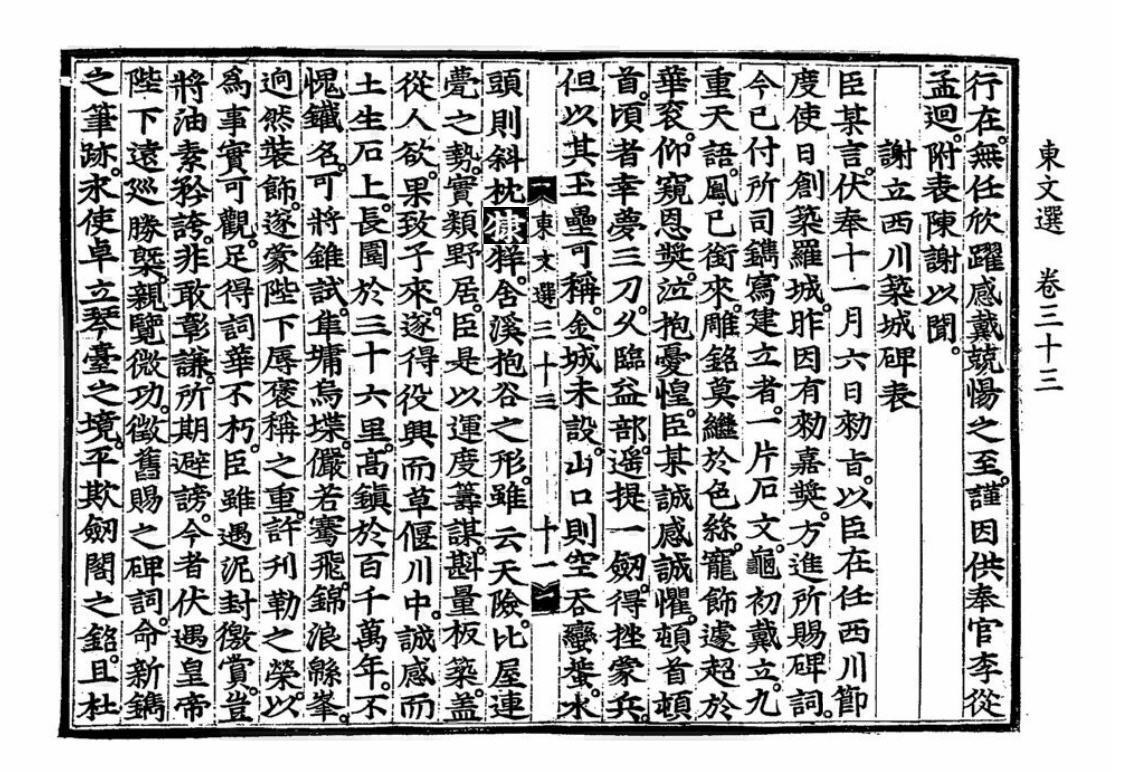 東文選 卷三十三
行在。無任欣躍感戴兢惕之至。謹因供奉官李從
孟迴。附表陳謝以聞。
謝立西川築城碑表
臣某言。伏奉十一月六日勑旨。以臣在任西川節
度使日創築羅城。昨因有勑嘉獎。方進所賜碑詞。
今已付所司鐫寫建立者。一片石文。龜初戴立。九
重天語。鳳已銜來。雕銘莫繼於色絲。寵飾遽超於
華袞。仰窺恩獎。泣抱憂惶。臣某誠感誠懼。頓首頓
首。頃者幸夢三刀。久臨益部。遥提一劒。得挫蒙兵。
但以其玉壘可稱。金城未設。山口則空吞蠻蜑。水
東文選三十三 十一
頭則斜枕㹮牂。舍溪抱谷之形。雖云天險。比屋連
甍之勢。實類野居。臣是以運度籌謀。斟量板築。盖
從人欲。果致子來。遂得役興而草偃川中。誠感而
土生石上。長圍於三十六里。高鎮於百千萬年。不
愧鐵名。可將錐試。隼墉烏堞。儼若騫飛。錦浪緜峯。
逈然裝飾。遂蒙陛下辱褒稱之重。許刋勒之榮。以
爲事實可觀。足得詞華不朽。臣雖遇泥封徼賞。豈
將油素矜誇。非敢彰謙。所期避謗。今者伏遇皇帝
陛下遠廵勝槩。親覽微功。徵舊賜之碑詞。命新鐫
之筆跡。永使卓立琴臺之境。平欺劒閣之銘。且杜